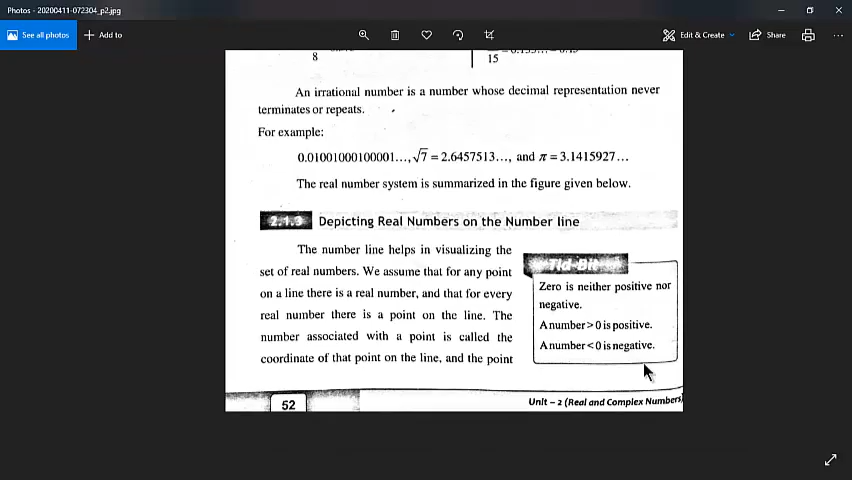 Photos - 20200411-072304_p2.jpg
See all photos
Add to
Edit & Create
Share
8
15
An irrational number is a number whose decimal representation never
terminates or repeats.
For example:
0.01001000100001..., √7 = 2.6457513..., and π = 3.1415927...
The real number system is summarized in the figure given below.
2.1.3 Depicting Real Numbers on the Number line
The number line helps in visualizing the
set of real numbers. We assume that for any point
on a line there is a real number, and that for every
real number there is a point on the line. The
number associated with a point is called the
coordinate of that point on the line, and the point
Tid-Bit
Zero is neither positive nor
negative.
A number > 0 is positive.
A number < 0 is negative.
52
Unit – 2 (Real and Complex Numbers)